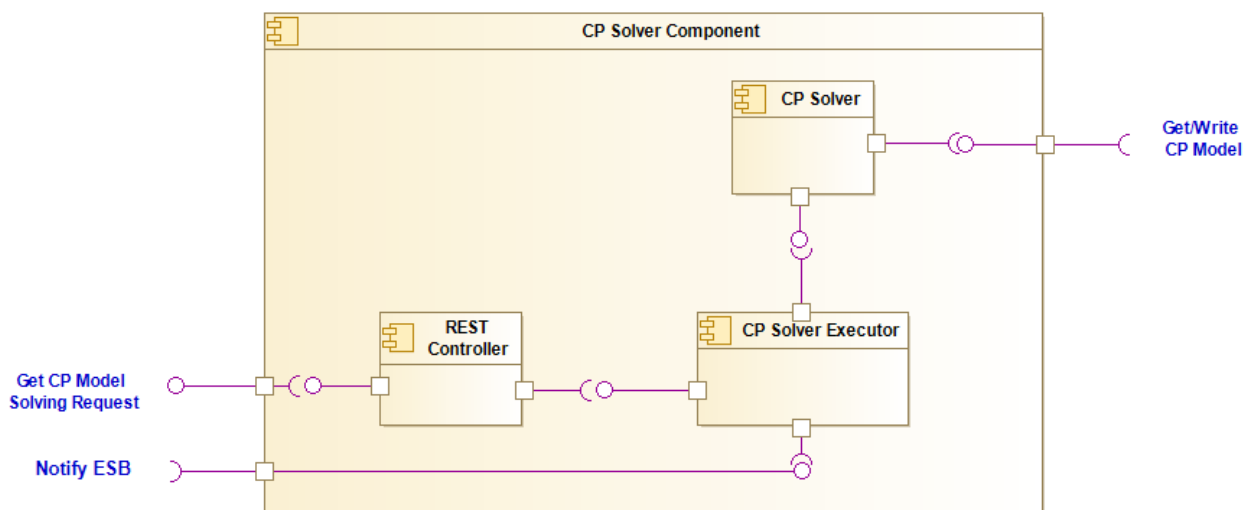 CP Solver Component
CP Solver
Get/Write
CP Model
REST
Controller
CP Solver Executor
Get CP Model
Solving Request
Notify ESB